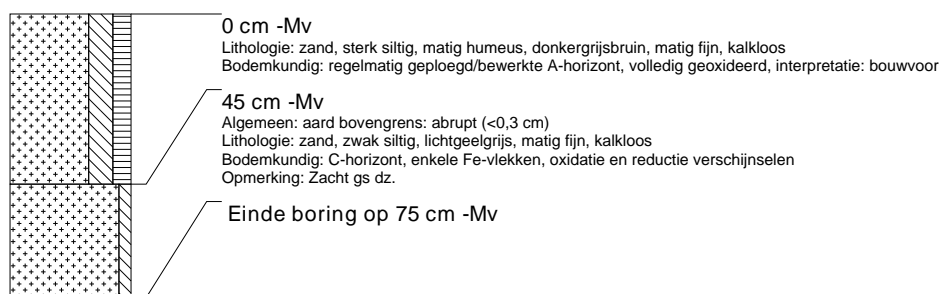 0 cm -Mv
Lithologie: zand, sterk siltig, matig humeus, donkergrijsbruin, matig fijn, kalkloos
Bodemkundig: regelmatig geploegd/bewerkte A-horizont, volledig geoxideerd, interpretatie: bouwvoor
45 cm -Mv
Algemeen: aard bovengrens: abrupt (<0,3 cm)
Lithologie: zand, zwak siltig, lichtgeelgrijs, matig fijn, kalkloos
Bodemkundig: C-horizont, enkele Fe-vlekken, oxidatie en reductie verschijnselen
Opmerking: Zacht gs dz.
Einde boring op 75 cm -Mv